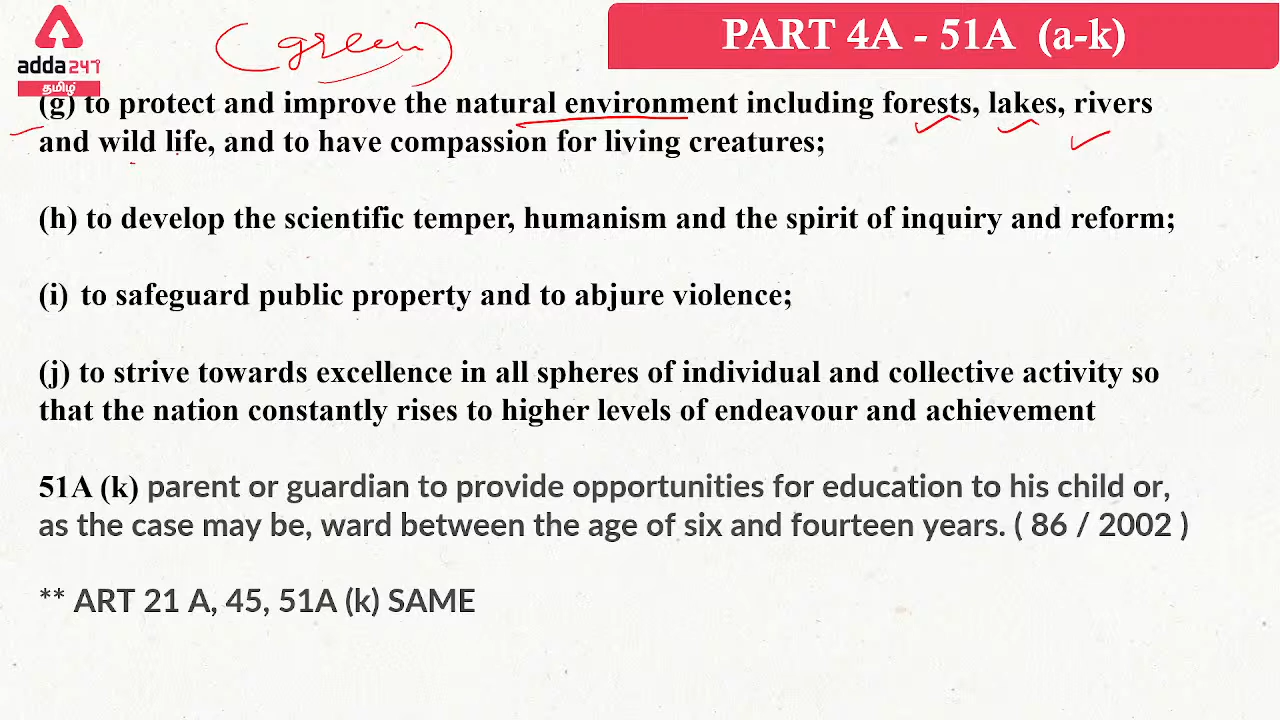 adda247
தமிழ்
(green)
PART 4A - 51A (a-k)
(g) to protect and improve the natural environment including forests, lakes, rivers
and wild life, and to have compassion for living creatures;
(h) to develop the scientific temper, humanism and the spirit of inquiry and reform;
(i) to safeguard public property and to abjure violence;
(j) to strive towards excellence in all spheres of individual and collective activity so
that the nation constantly rises to higher levels of endeavour and achievement
51A (k) parent or guardian to provide opportunities for education to his child or,
as the case may be, ward between the age of six and fourteen years. ( 86 / 2002 )
** ART 21 A, 45, 51A (k) SAME